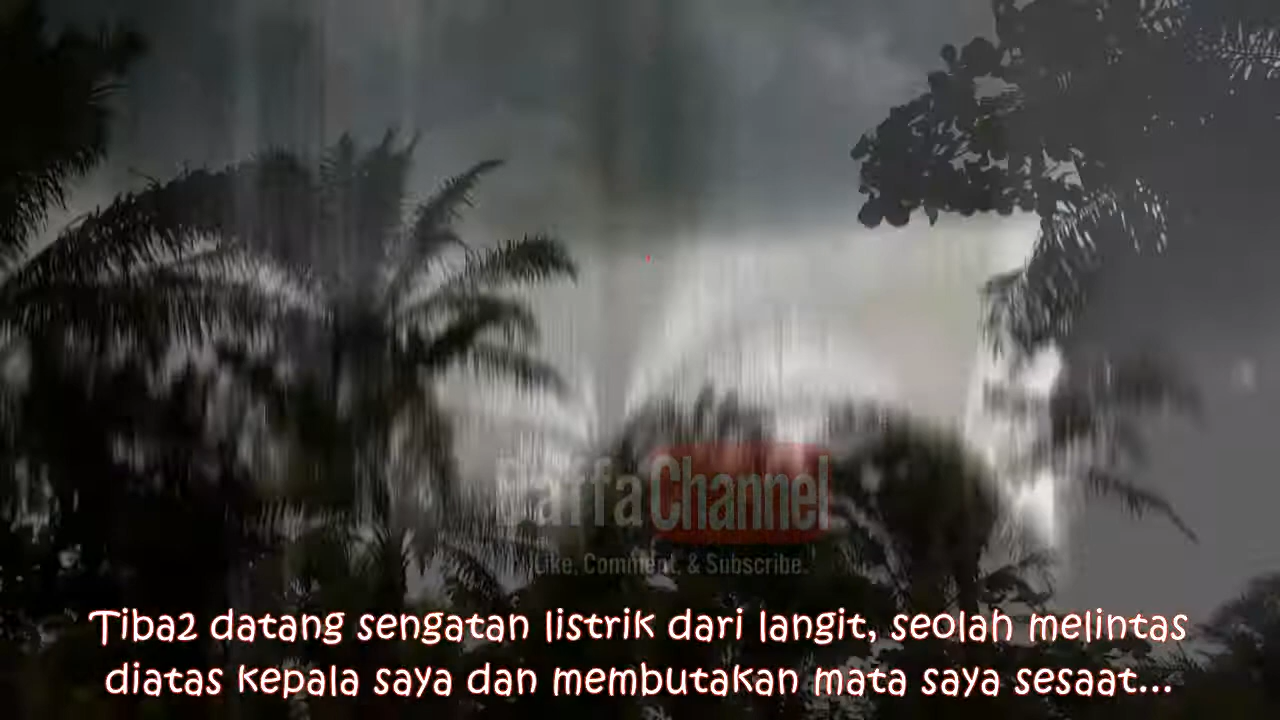 DaffaChannel
Like, Comment, & Subscribe.
Tiba2 datang sengatan listrik dari langit, seolah melintas
diatas kepala saya dan membutakan mata saya sesaat...